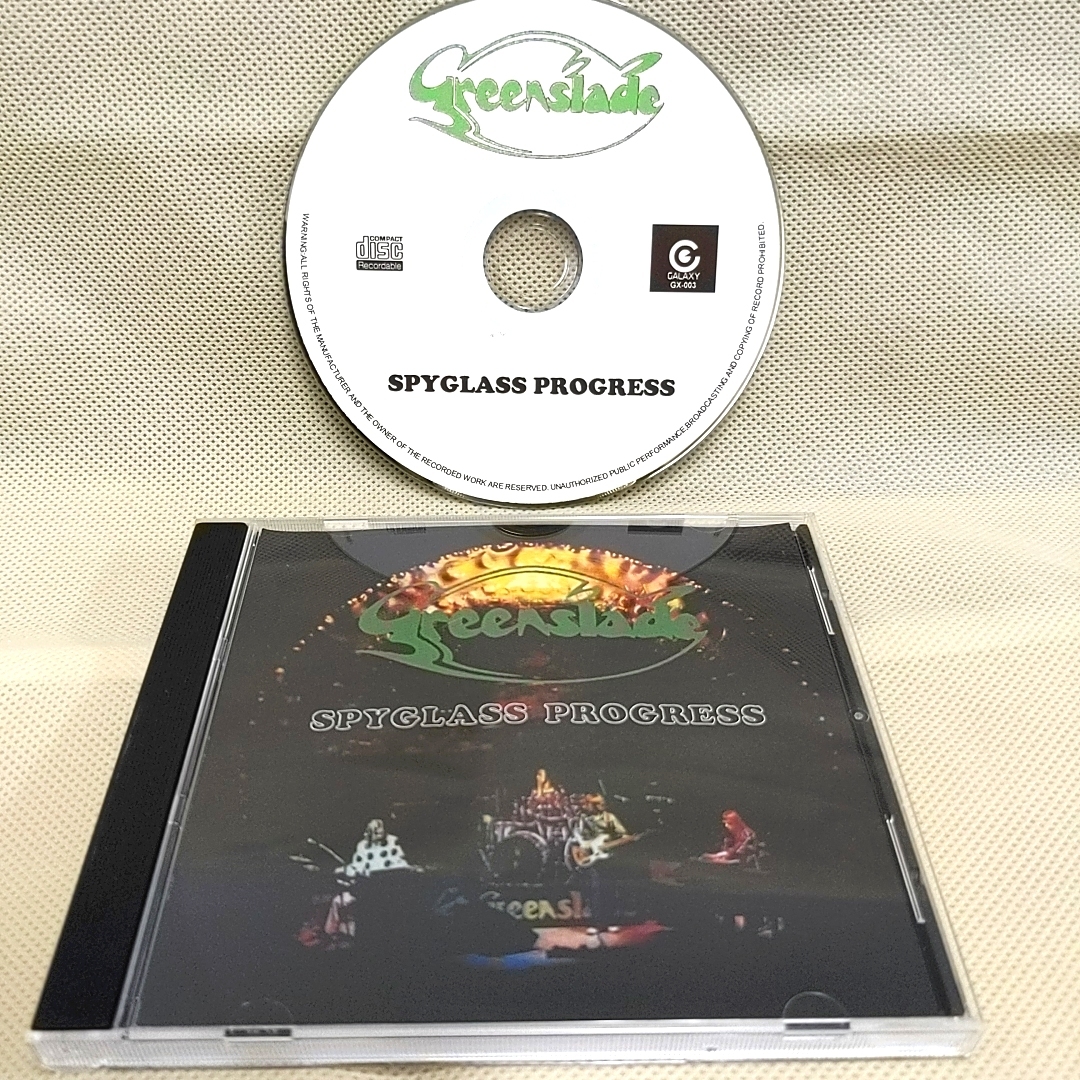 Greenslade
COMPACT
disc
Recordable
G
GALAXY
GX-003
SPYGLASS PROGRESS
WARNING:ALL RIGHTS OF THE MANUFACTURER AND THE OWNER OF THE RECORDED WORK ARE RESERVED. UNAUTHORIZED PUBLIC PERFORMANCE,BROADCASTING AND COPYING OF RECORD PROHIBITED.
Greenslade
SPYGLASS PROGRESS
Greensla